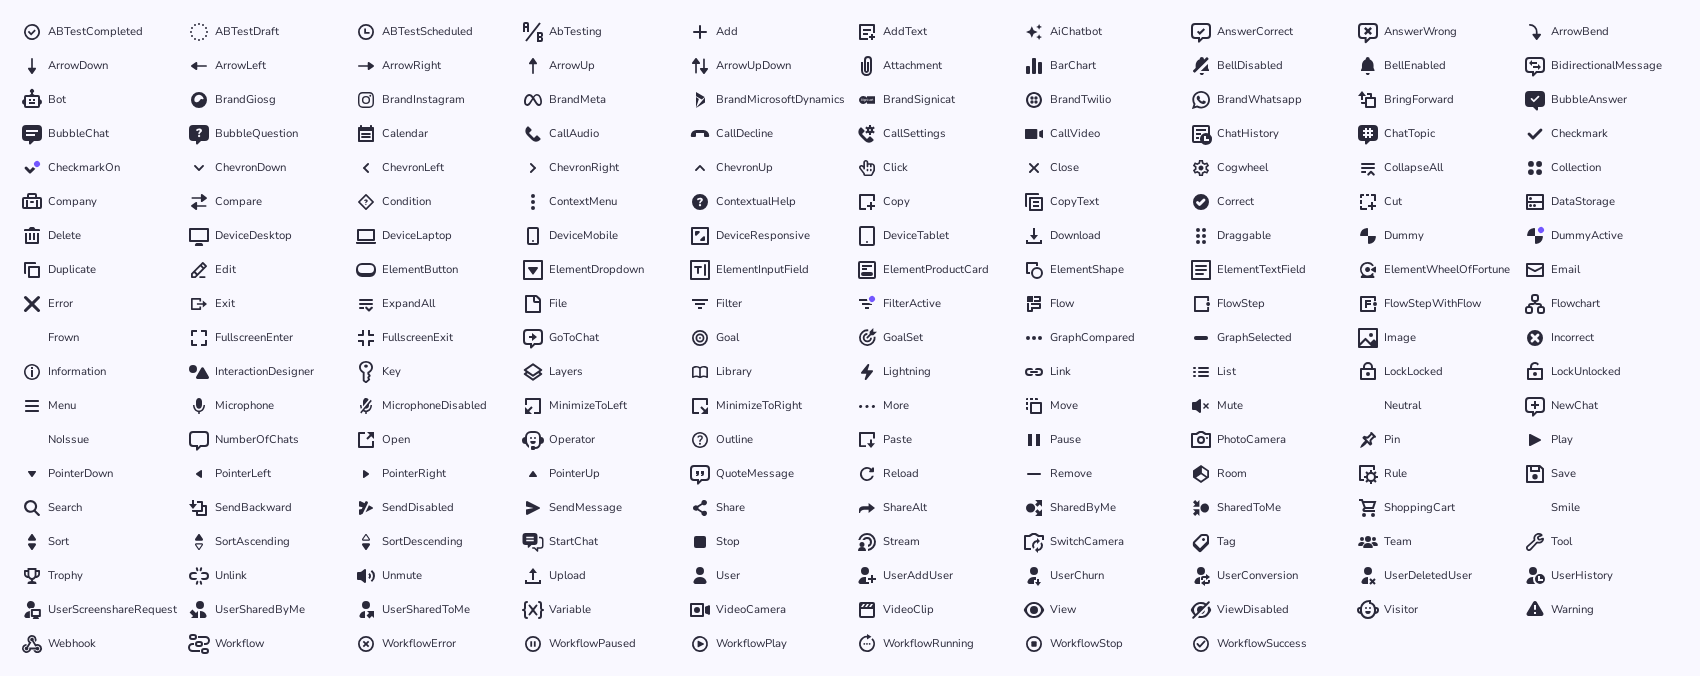 ABTestCompleted ABTestDraft ABTestScheduled AbTesting Add AddText AiChatbot AnswerCorrect AnswerWrong ArrowBend
ArrowDown ArrowLeft ArrowRight ArrowUp ArrowUpDown Attachment BarChart BellDisabled BellEnabled BidirectionalMessage
Bot BrandGiosg BrandInstagram BrandMeta BrandMicrosoftDynamics BrandSignicat BrandTwilio BrandWhatsapp BringForward BubbleAnswer
BubbleChat BubbleQuestion Calendar CallAudio CallDecline CallSettings CallVideo ChatHistory ChatTopic Checkmark
CheckmarkOn ChevronDown ChevronLeft ChevronRight ChevronUp Click Close Cogwheel CollapseAll Collection
Company Compare Condition ContextMenu ContextualHelp Copy CopyText Correct Cut DataStorage
Delete DeviceDesktop DeviceLaptop DeviceMobile DeviceResponsive DeviceTablet Download Draggable Dummy DummyActive
Duplicate Edit ElementButton ElementDropdown ElementInputField ElementProductCard ElementShape ElementTextField ElementWheelOfFortune Email
Error Exit ExpandAll File Filter FilterActive Flow FlowStep FlowStepWithFlow Flowchart
Frown FullscreenEnter FullscreenExit GoToChat Goal GoalSet GraphCompared GraphSelected Image Incorrect
Information InteractionDesigner Key Layers Library Lightning Link List LockLocked LockUnlocked
Menu Microphone MicrophoneDisabled MinimizeToLeft MinimizeToRight More Move Mute Neutral NewChat
NoIssue NumberOfChats Open Operator Outline Paste Pause PhotoCamera Pin Play
PointerDown PointerLeft PointerRight PointerUp QuoteMessage Reload Remove Room Rule Save
Search SendBackward SendDisabled SendMessage Share ShareAlt SharedByMe SharedToMe ShoppingCart Smile
Sort SortAscending SortDescending StartChat Stop Stream SwitchCamera Tag Team Tool
Trophy Unlink Unmute Upload User UserAddUser UserChurn UserConversion UserDeletedUser UserHistory
UserScreenshareRequest UserSharedByMe UserSharedToMe Variable VideoCamera VideoClip View ViewDisabled Visitor Warning
Webhook Workflow WorkflowError WorkflowPaused WorkflowPlay WorkflowRunning WorkflowStop WorkflowSuccess